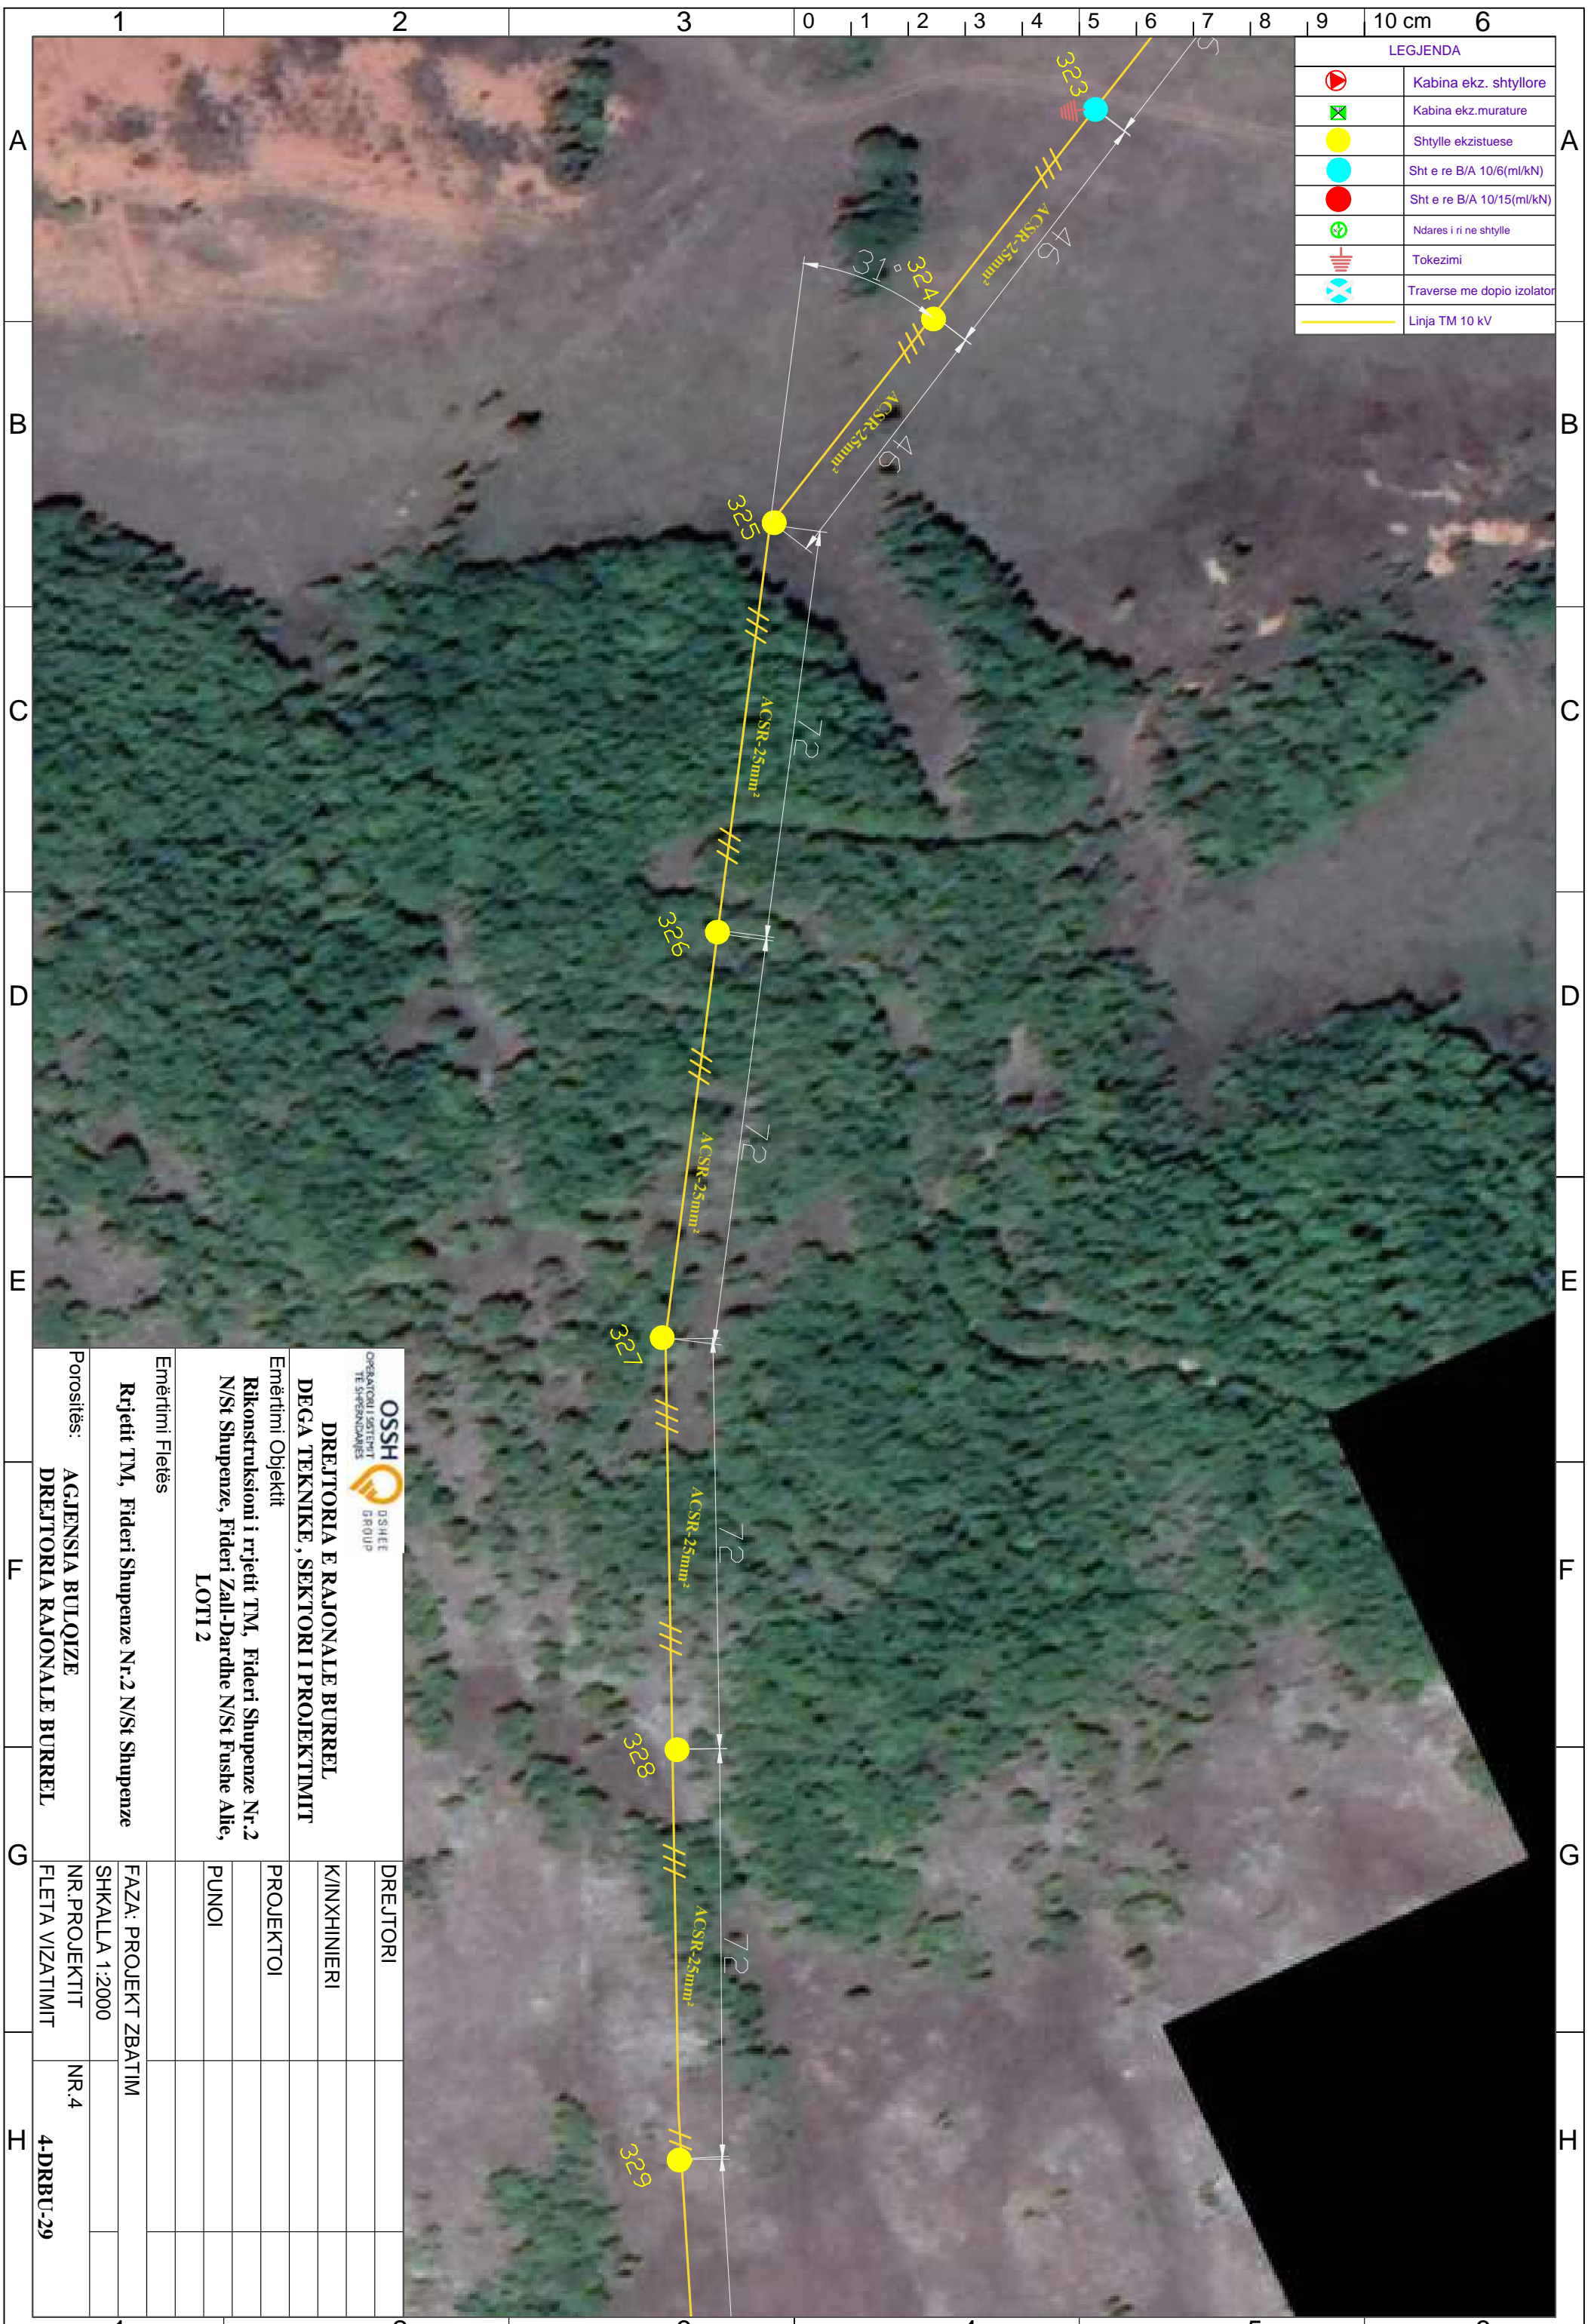 1 2 3 0 1 2 3 4 5 6 7 8 9 10 cm 6
LEGJENDA
Kabina ekz. shtyllore
Kabina ekz.murature
Shtylle ekzistuese
Sht e re B/A 10/6(ml/kN)
Sht e re B/A 10/15(ml/kN)
Ndares i ri ne shtylle
Tokezimi
Traverse me dopio izolator
Linja TM 10 kV
A A
B B
C C
D D
E E
F F
G G
H H
323
ACSR-25mm²
46
31°
324
ACSR-25mm²
46
325
ACSR-25mm²
72
326
ACSR-25mm²
72
327
ACSR-25mm²
72
328
ACSR-25mm²
72
329
OSSH
OPERATORI I SISTEMIT
TË SHPËRNDARJES
OSHEE
GROUP
DREJTORIA E RAJONALE BURREL
DEGA TEKNIKE , SEKTORI I PROJEKTIMIT
Emërtimi Objektit
Rikonstruksioni i rrjetit TM, Fideri Shupenze Nr.2
N/St Shupenze, Fideri Zall-Dardhe N/St Fushe Alie,
LOTI 2
Emërtimi Fletës
Rrjetit TM, Fideri Shupenze Nr.2 N/St Shupenze
Porositës:
AGJENSIA BULQIZE
DREJTORIA RAJONALE BURREL
DREJTORI
K/INXHINIERI
PROJEKTOI
PUNOI
FAZA: PROJEKT ZBATIM
SHKALLA 1:2000
NR.PROJEKTIT NR.4
FLETA VIZATIMIT 4-DRBU-29